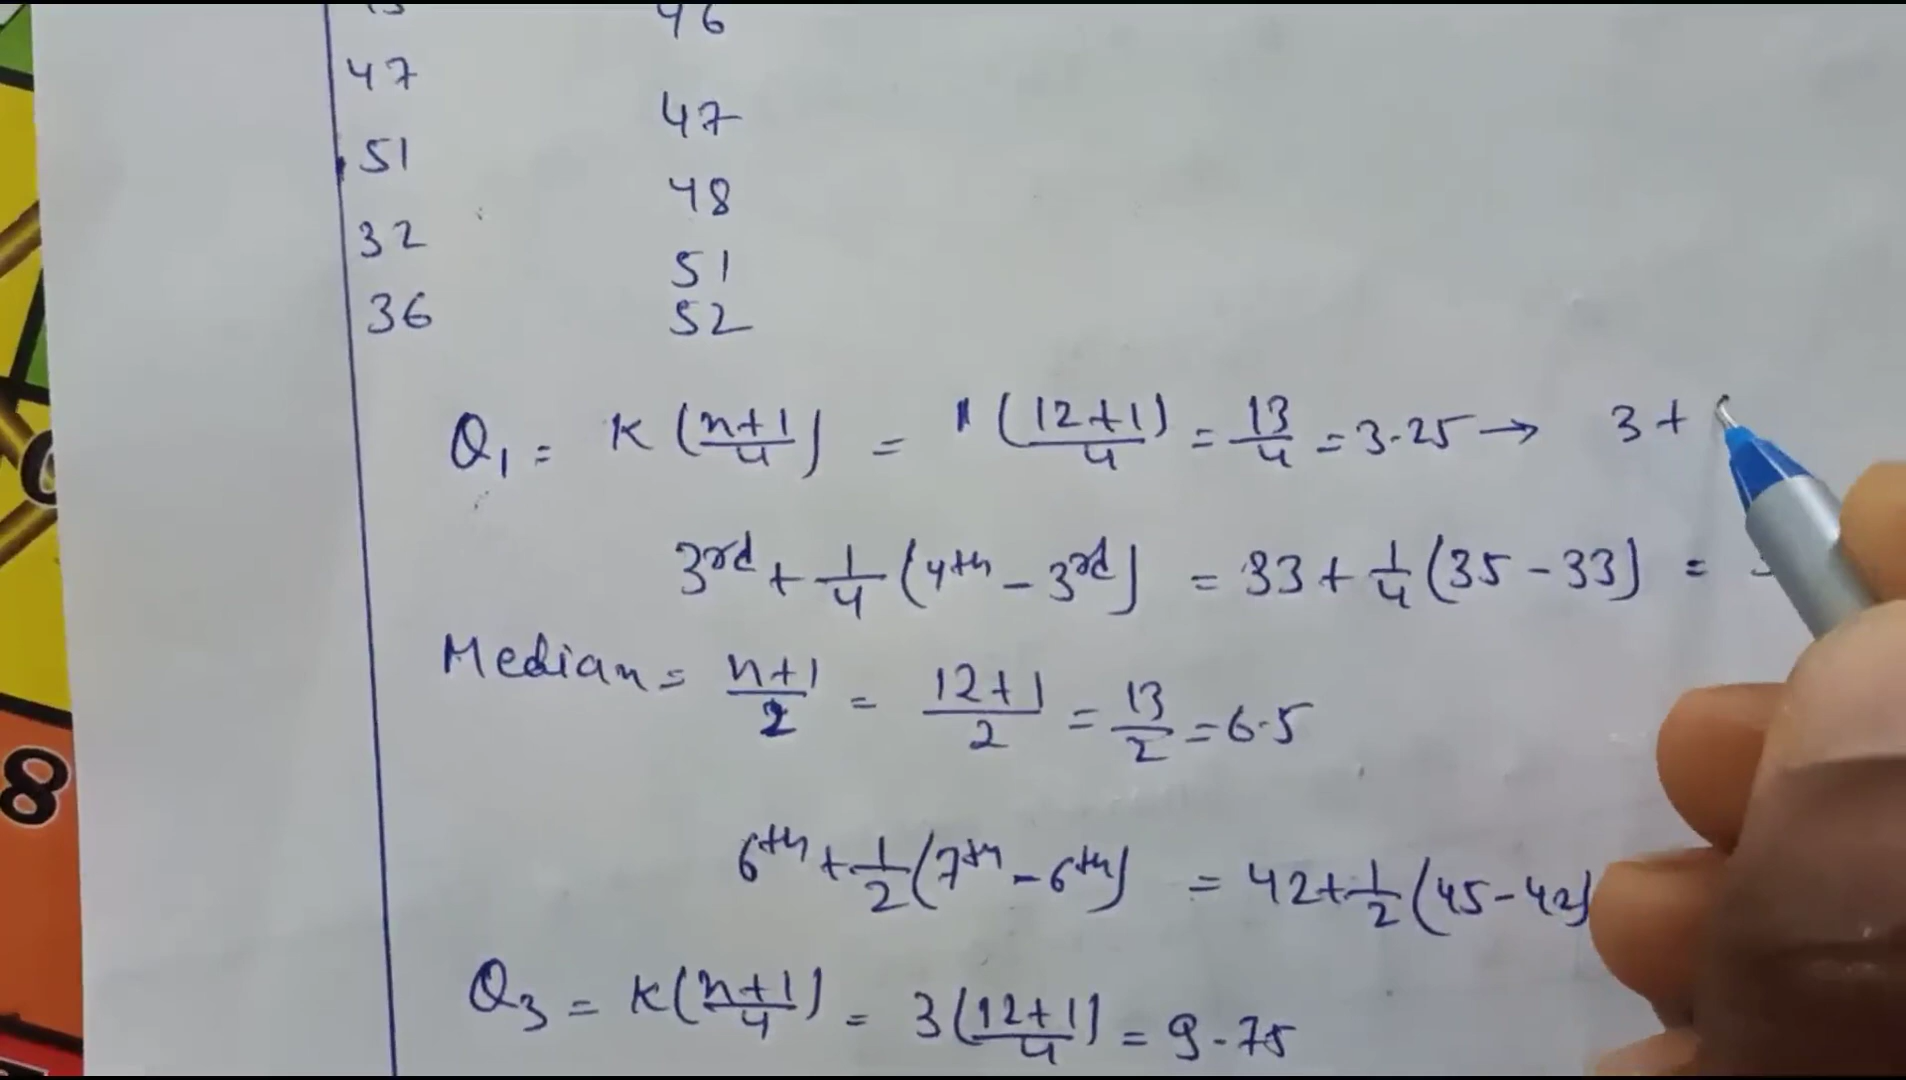 46
47
47
51
48
32
51
36
52
Q₁ = K (n+1/4) = 1 (12+1/4) = 13/4 = 3.25 → 3 +
3rd + 1/4 (4th - 3rd) = 33 + 1/4 (35 - 33) =
Median = n+1/2 = 12+1/2 = 13/2 = 6.5
6th + 1/2 (7th - 6th) = 42 + 1/2 (45 - 42)
Q₃ = K (n+1/4) = 3 (12+1/4) = 9.75
8